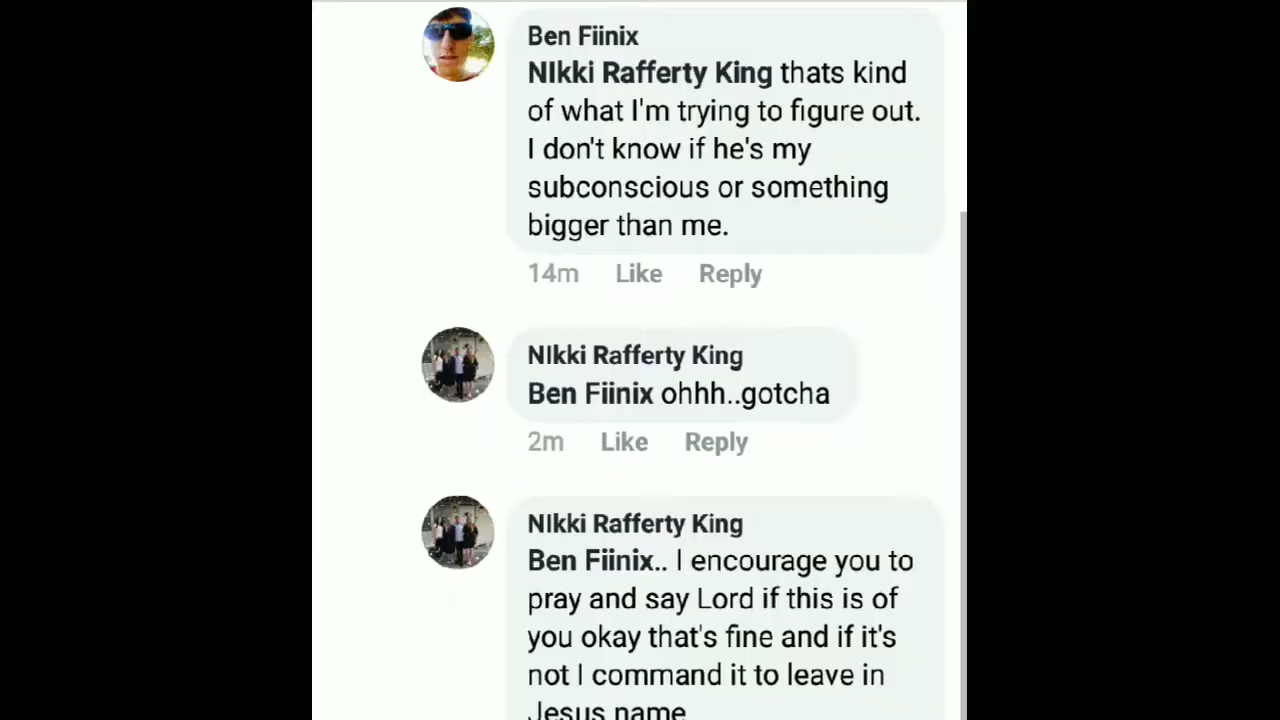 Ben Fiinix
NIkki Rafferty King thats kind
of what I'm trying to figure out.
I don't know if he's my
subconscious or something
bigger than me.
14m Like Reply
NIkki Rafferty King
Ben Fiinix ohhh..gotcha
2m Like Reply
NIkki Rafferty King
Ben Fiinix.. I encourage you to
pray and say Lord if this is of
you okay that's fine and if it's
not I command it to leave in
Jesus name